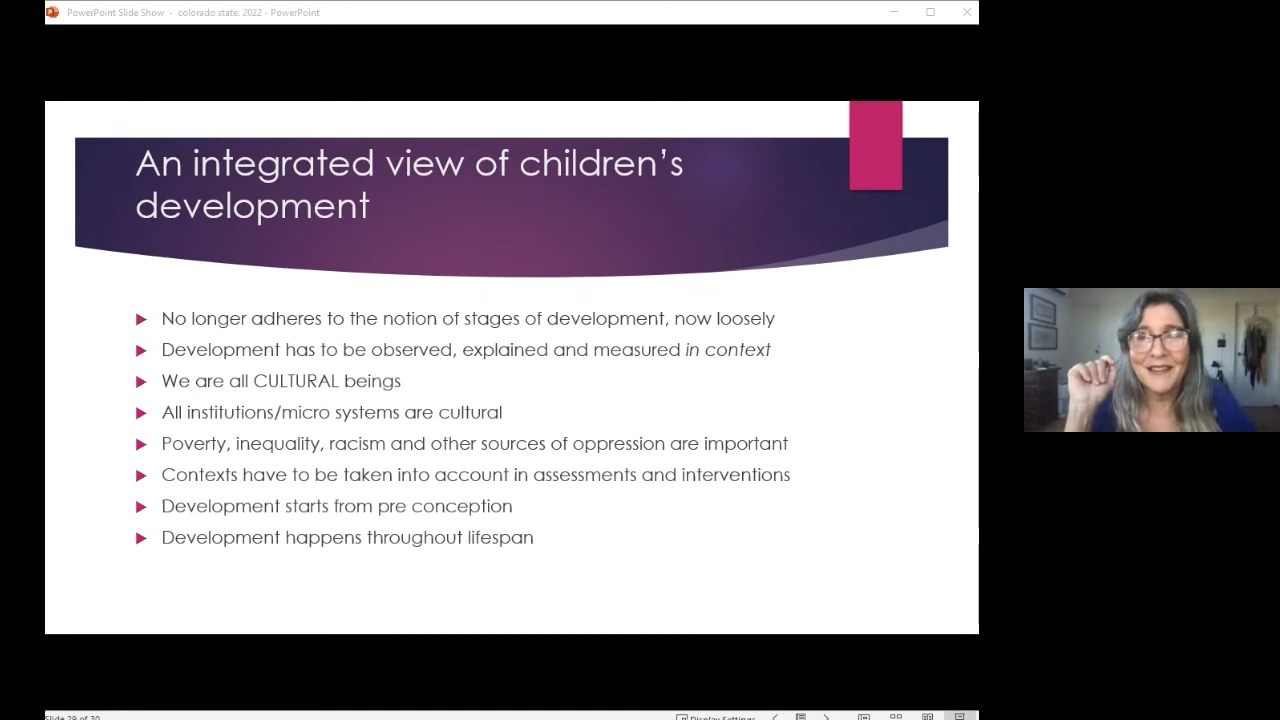 PowerPoint Slide Show - colorado state. 2022 - PowerPoint
An integrated view of children's
development
No longer adheres to the notion of stages of development, now loosely
Development has to be observed, explained and measured in context
We are all CULTURAL beings
All institutions/micro systems are cultural
Poverty, inequality, racism and other sources of oppression are important
Contexts have to be taken into account in assessments and interventions
Development starts from pre conception
Development happens throughout lifespan
Slide 29 of 30
Display Settings